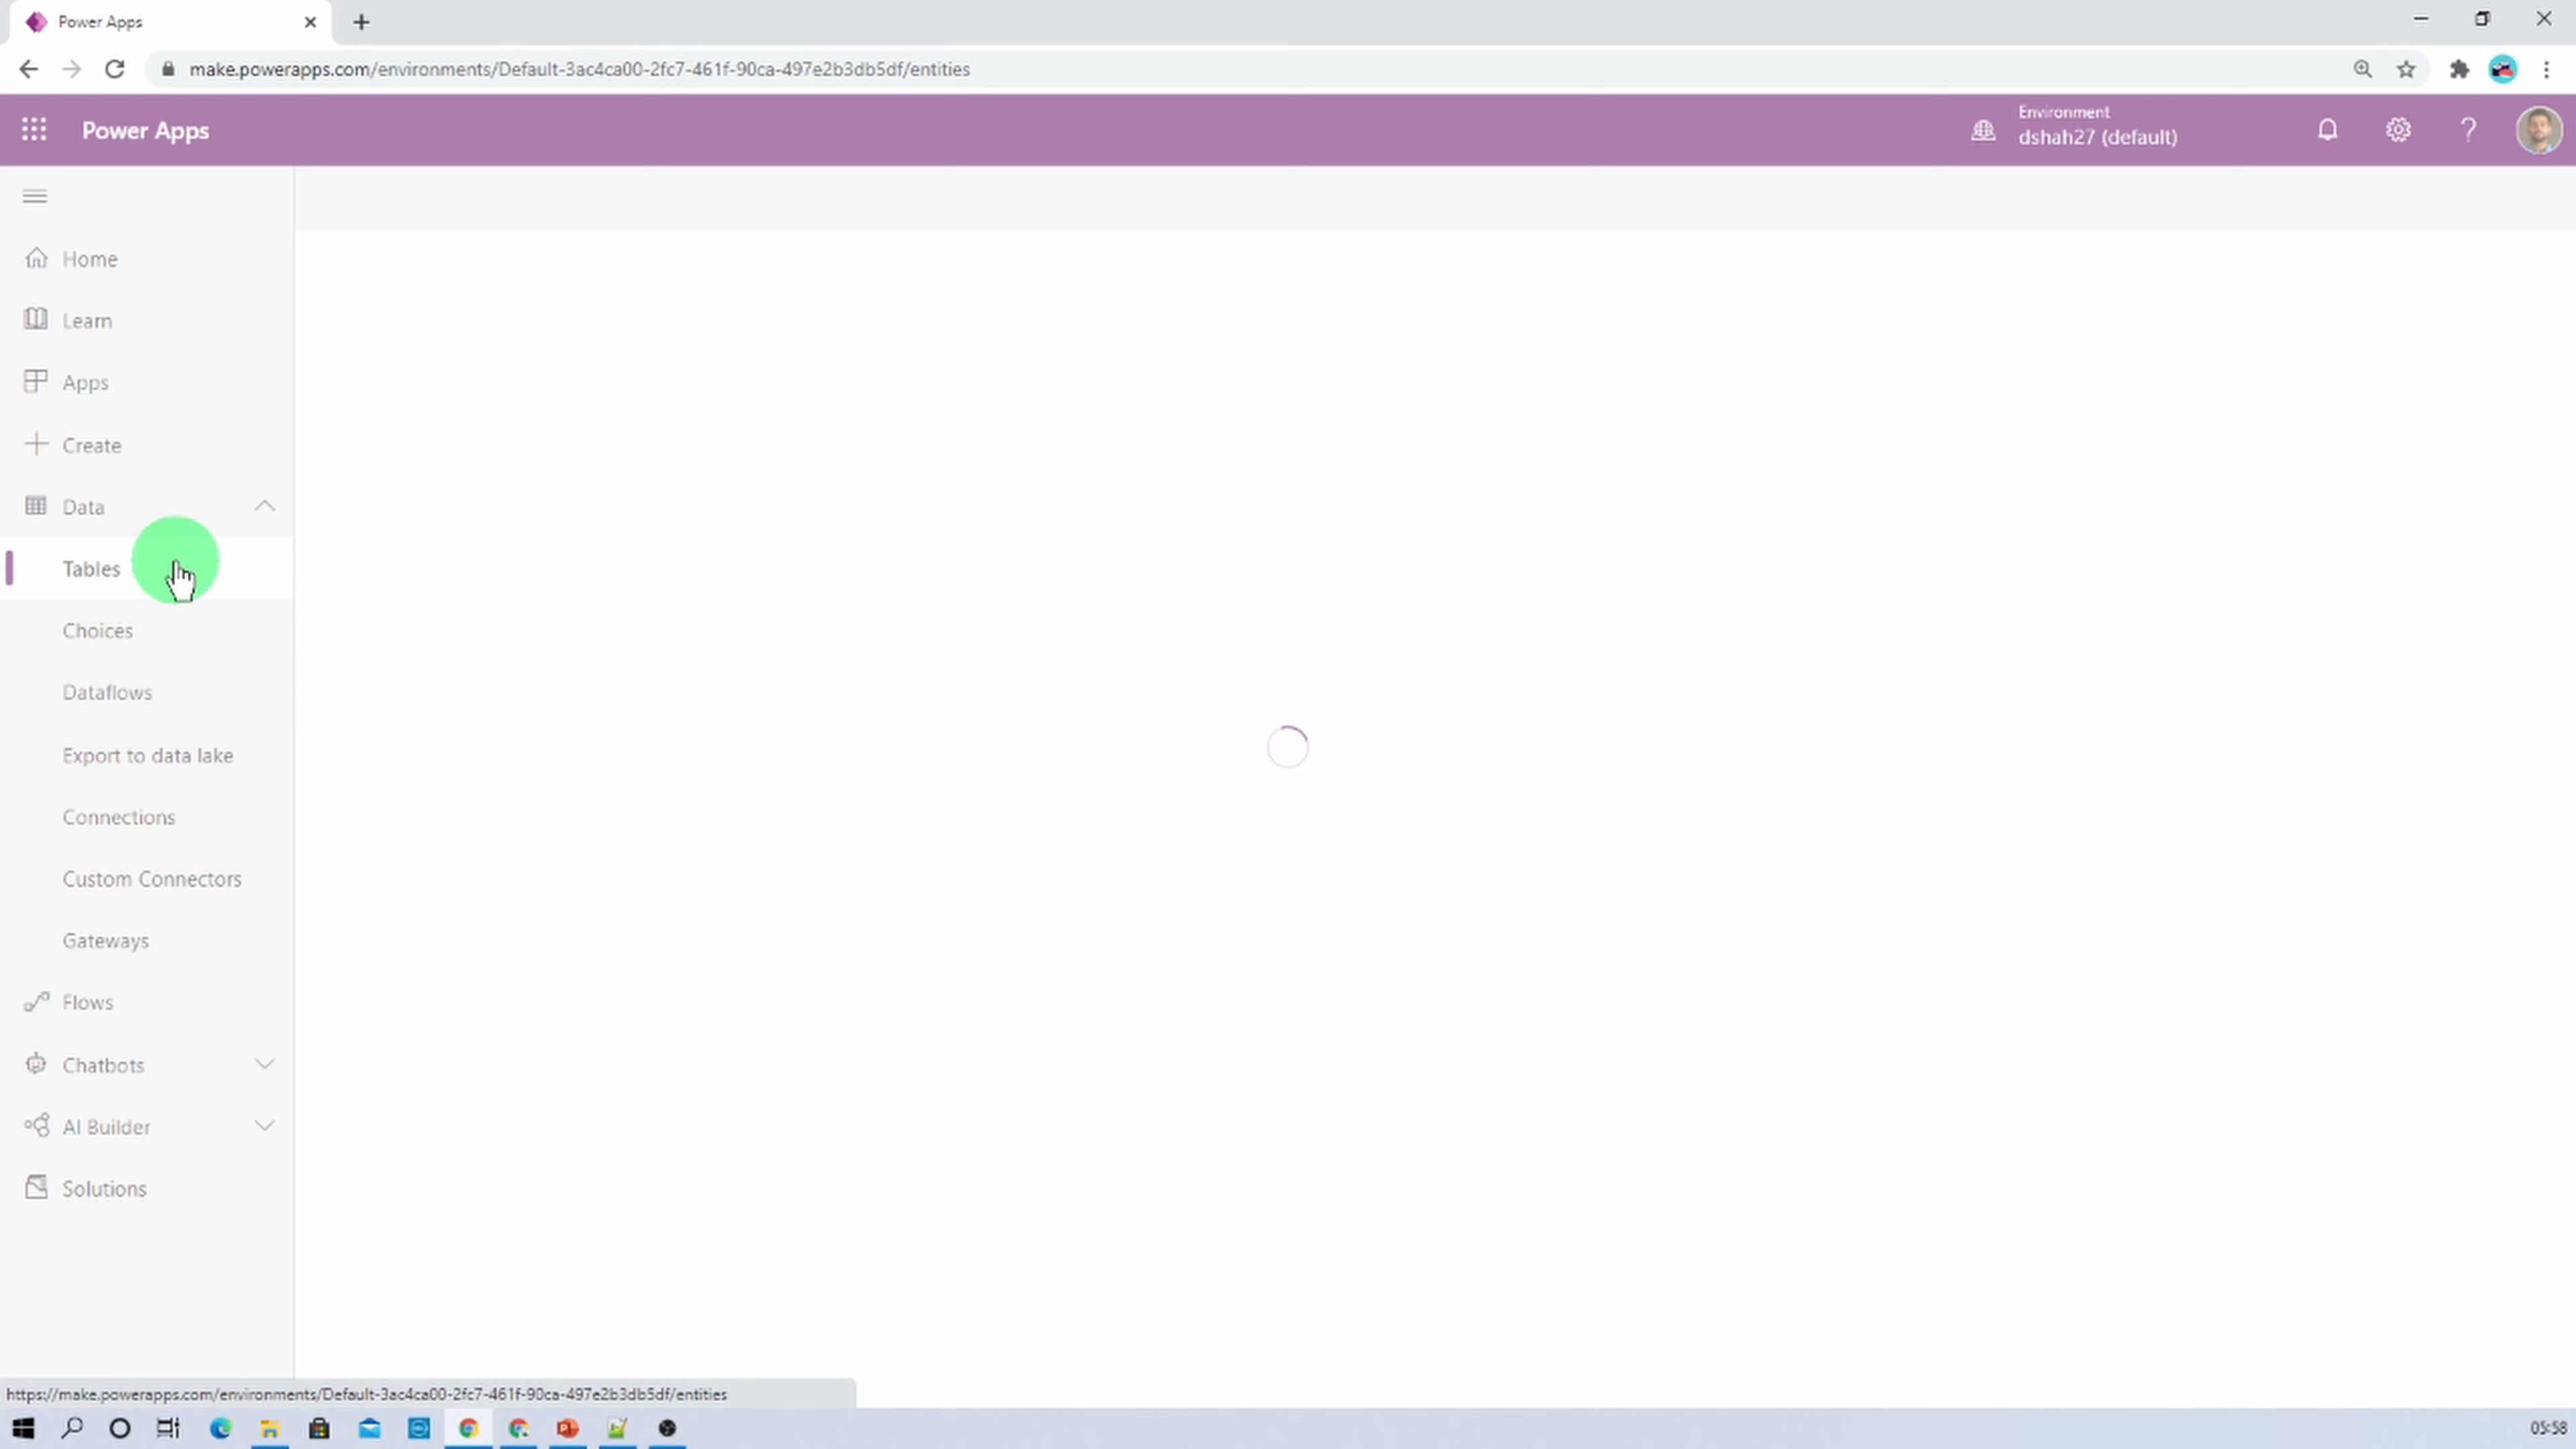 Power Apps
make.powerapps.com/environments/Default-3ac4ca00-2fc7-461f-90ca-497e2b3db5df/entities
Power Apps
Environment
dshah27 (default)
Home
Learn
Apps
Create
Data
Tables
Choices
Dataflows
Export to data lake
Connections
Custom Connectors
Gateways
Flows
Chatbots
AI Builder
Solutions
https://make.powerapps.com/environments/Default-3ac4ca00-2fc7-461f-90ca-497e2b3db5df/entities
05:58